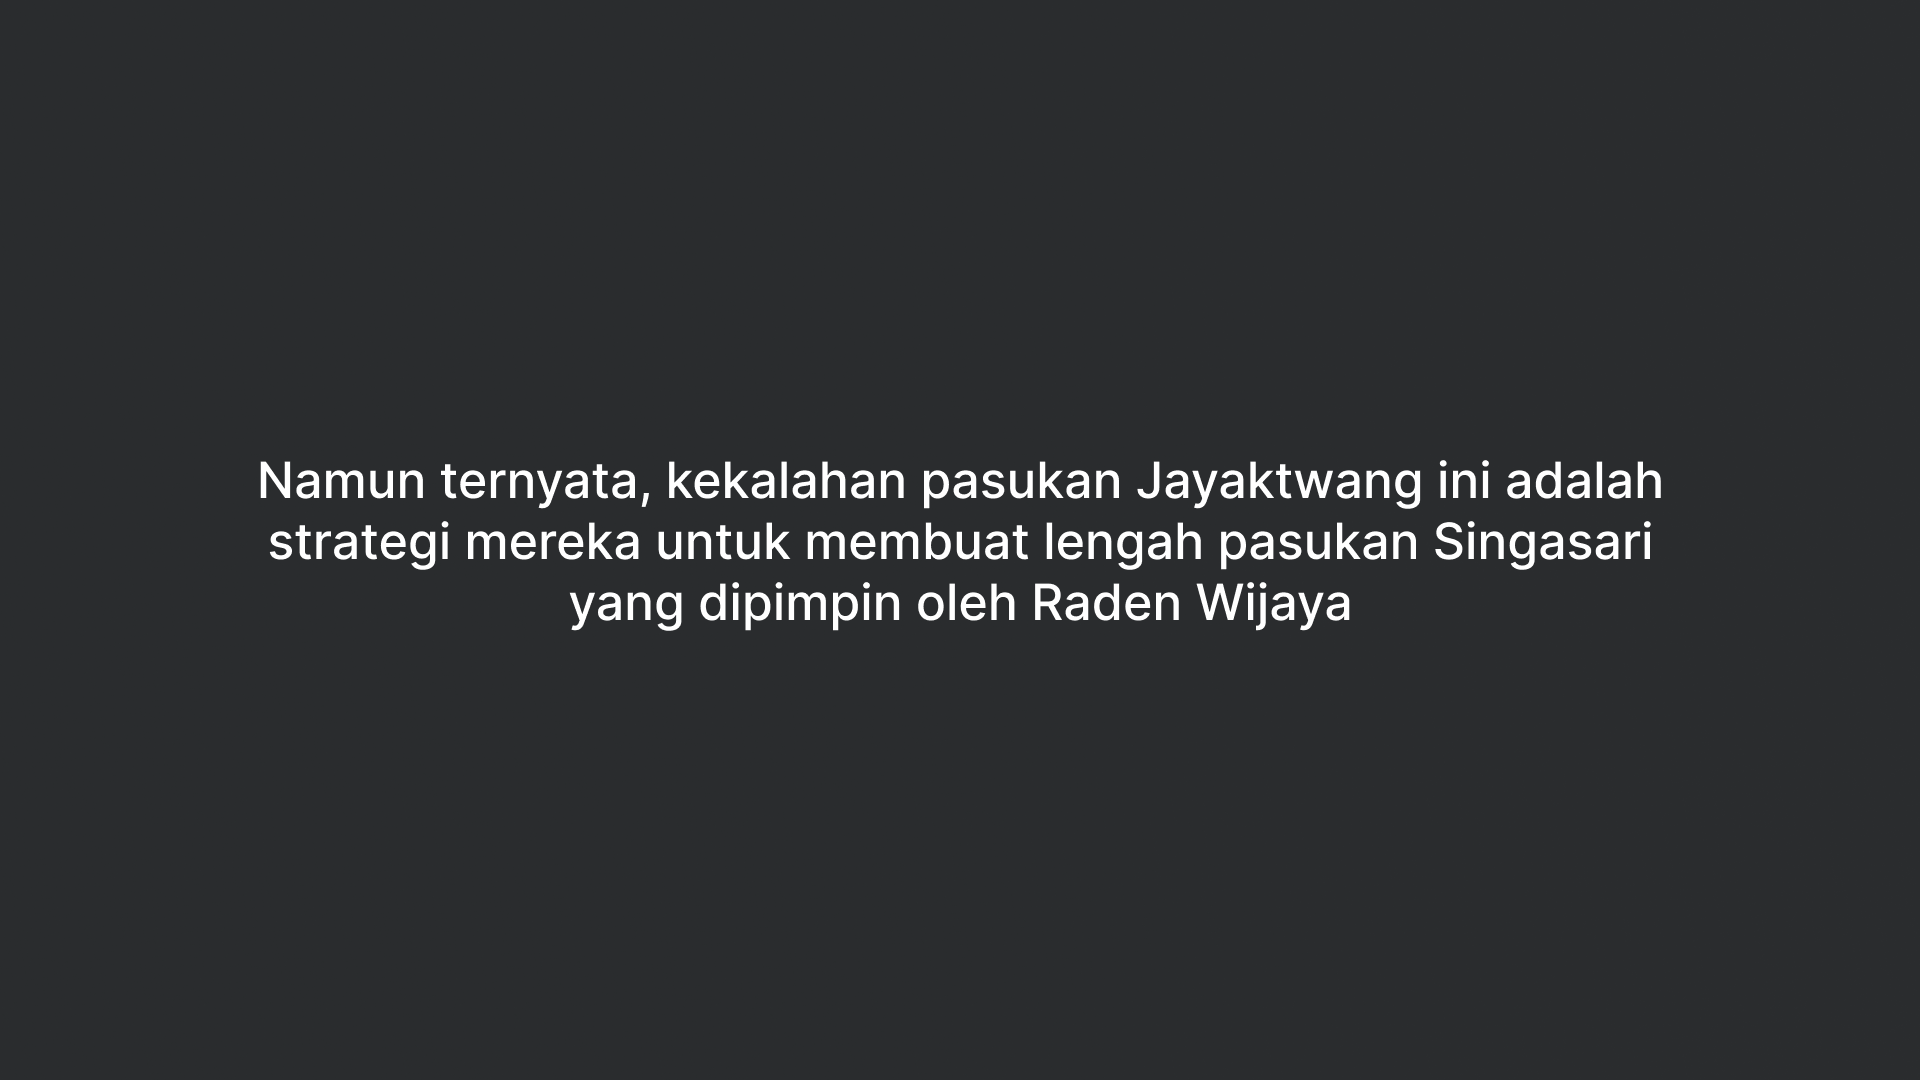 Namun ternyata, kekalahan pasukan Jayaktwang ini adalah
strategi mereka untuk membuat lengah pasukan Singasari
yang dipimpin oleh Raden Wijaya